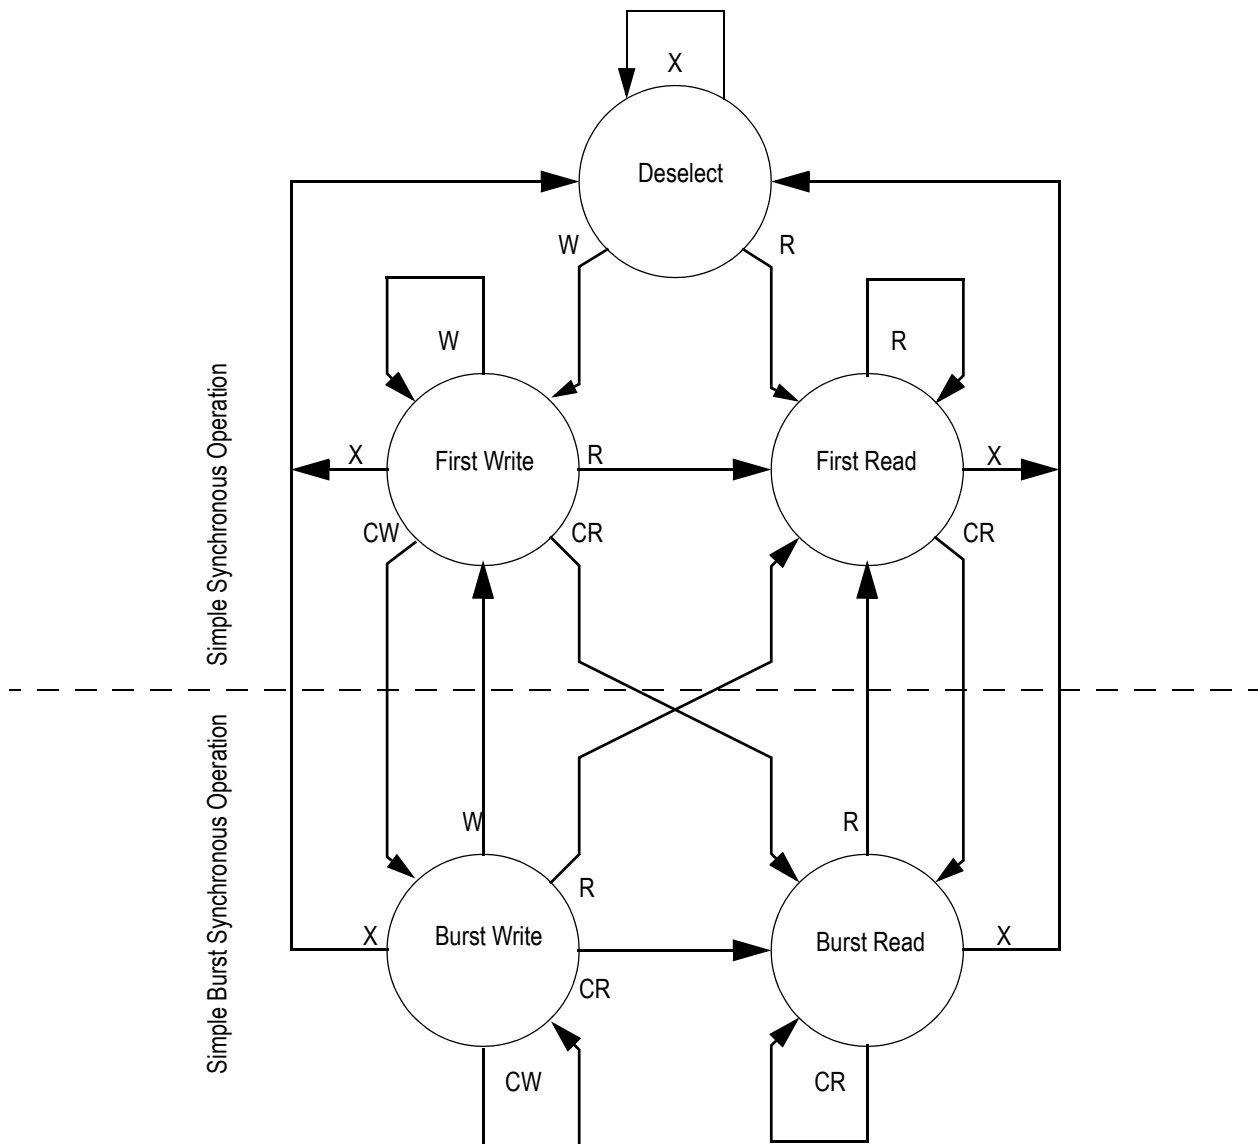 X
Deselect
W
R
W
R
Simple Synchronous Operation
X
First Write
R
First Read
X
CW
CR
CR
Simple Burst Synchronous Operation
W
R
R
X
Burst Write
Burst Read
X
CR
CW
CR